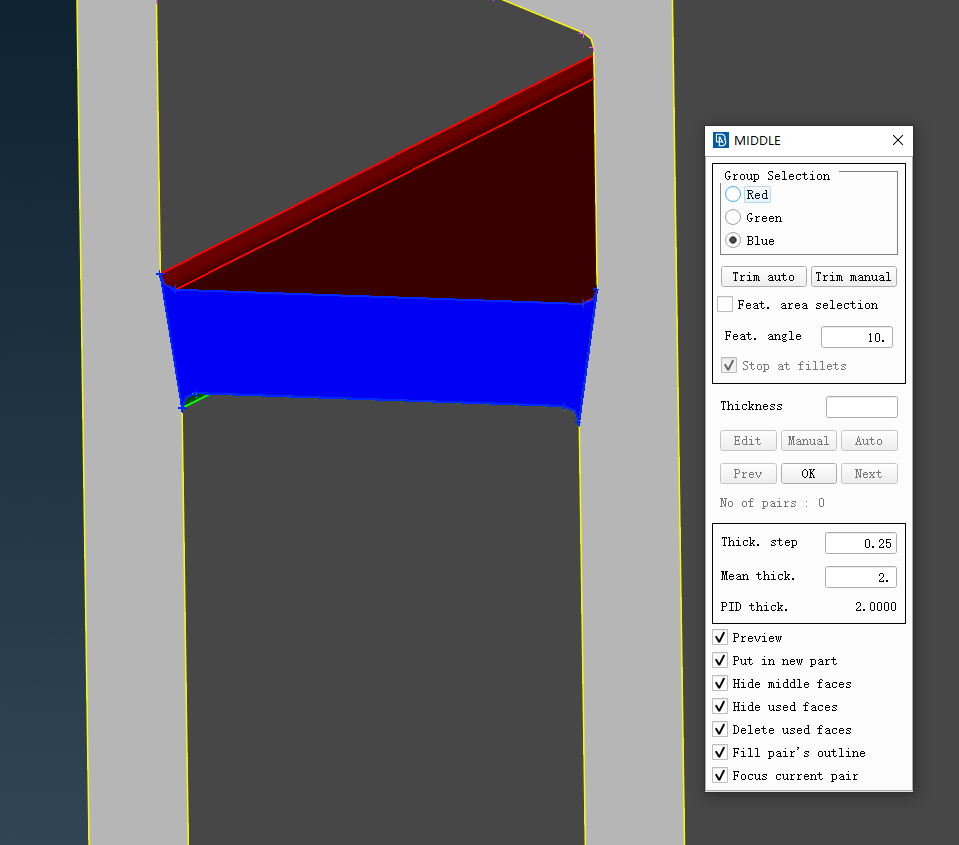 MIDDLE
Group Selection
Red
Green
Blue
Trim auto Trim manual
Feat. area selection
Feat. angle 10.
Stop at fillets
Thickness
Edit Manual Auto
Prev OK Next
No of pairs : 0
Thick. step 0.25
Mean thick. 2.
PID thick. 2.0000
Preview
Put in new part
Hide middle faces
Hide used faces
Delete used faces
Fill pair's outline
Focus current pair